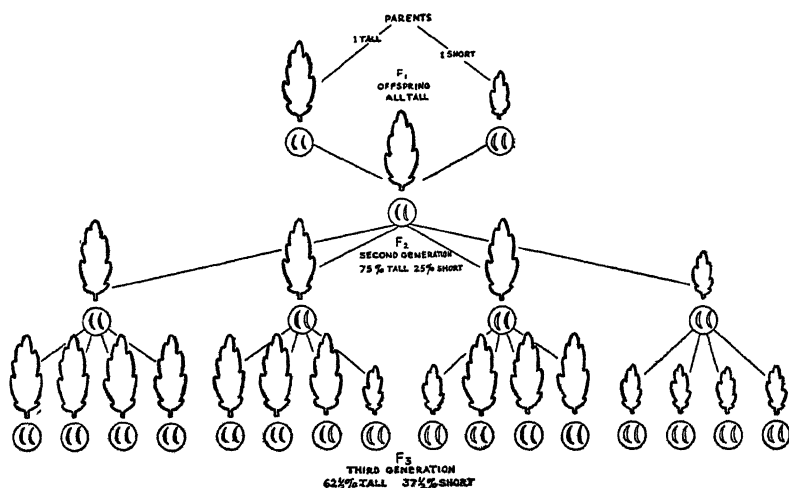 PARENTS
1 TALL
1 SHORT
F1
OFFSPRING
ALL TALL
F2
SECOND GENERATION
75% TALL 25% SHORT
F3
THIRD GENERATION
62½% TALL 37½% SHORT